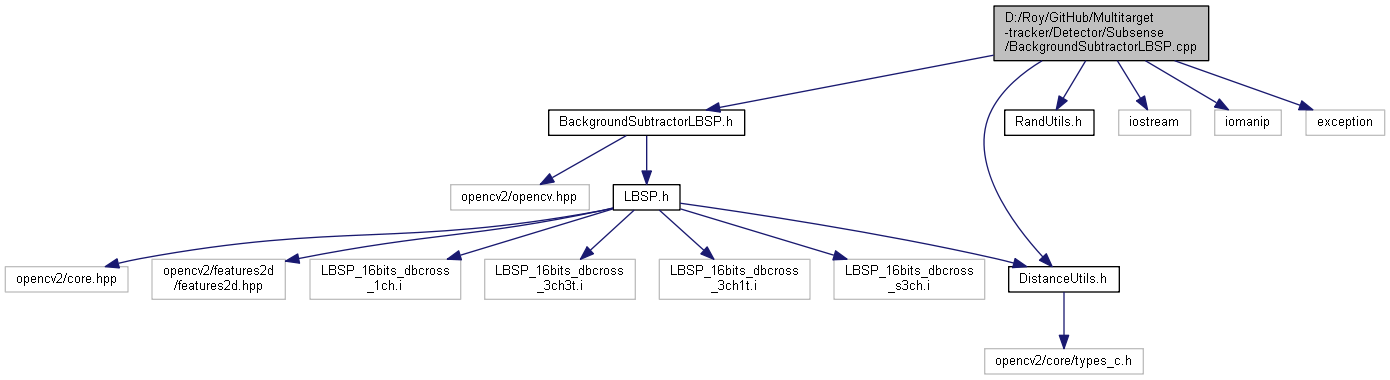 D:/Roy/GitHub/Multitarget
-tracker/Detector/Subsense
/BackgroundSubtractorLBSP.cpp
BackgroundSubtractorLBSP.h
RandUtils.h
iostream
iomanip
exception
opencv2/opencv.hpp
LBSP.h
opencv2/core.hpp
opencv2/features2d
/features2d.hpp
LBSP_16bits_dbcross
_1ch.i
LBSP_16bits_dbcross
_3ch3t.i
LBSP_16bits_dbcross
_3ch1t.i
LBSP_16bits_dbcross
_s3ch.i
DistanceUtils.h
opencv2/core/types_c.h